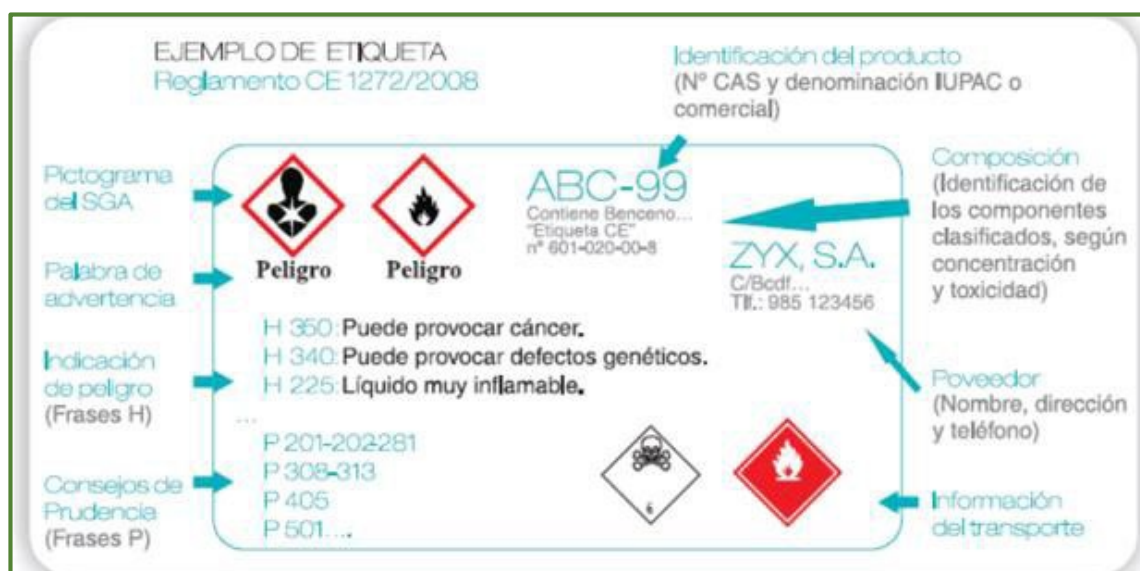 EJEMPLO DE ETIQUETA
Reglamento CE 1272/2008
Identificación del producto
(Nº CAS y denominación IUPAC o
comercial)
Pictograma
del SGA
Palabra de
advertencia
Indicación
de peligro
(Frases H)
Consejos de
Prudencia
(Frases P)
Peligro
Peligro
ABC-99
Contiene Benceno...
"Etiqueta CE"
nº 601-020-00-8
ZYX, S.A.
C/Bcdf...
Tlf.: 985 123456
H 350: Puede provocar cáncer.
H 340: Puede provocar defectos genéticos.
H 225: Líquido muy inflamable.
...
P 201-202-281
P 308-313
P 405
P 501....
6
Composición
(Identificación de
los componentes
clasificados, según
concentración
y toxicidad)
Poveedor
(Nombre, dirección
y teléfono)
Información
del transporte